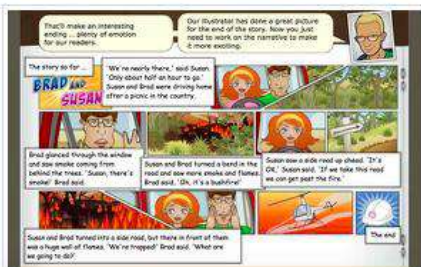 That'll make an interesting
ending ... plenty of emotion
for our readers.
Our illustrator has done a great picture
for the end of the story. Now you just
need to work on the narrative to make
it more exciting.
The story so far ...
BRAD AND
SUSAN
'We're nearly there,' said Susan.
'Only about half an hour to go.'
Susan and Brad were driving home
after a picnic in the country.
Brad glanced through the window
and saw smoke coming from
behind the trees. 'Susan, there's
smoke!' Brad said.
Susan and Brad turned a bend in the
road and saw more smoke and flames.
Brad said, 'Oh, it's a bushfire!'
Susan saw a side road up ahead. 'It's
OK,' Susan said. 'If we take this road
we can get past the fire.'
Susan and Brad turned into a side road, but there in front of them
was a huge wall of flames. 'We're trapped!' Brad said. 'What are
we going to do?'
The end